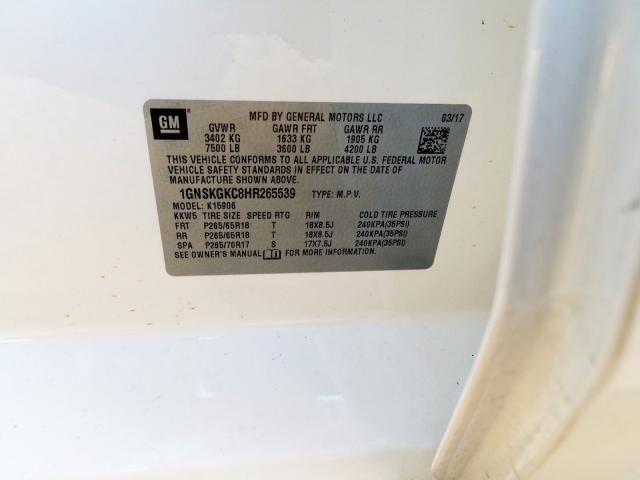 GM
MFD BY GENERAL MOTORS LLC 03/17
GVWR GAWR FRT GAWR RR
3402 KG 1633 KG 1905 KG
7500 LB 3600 LB 4200 LB
THIS VEHICLE CONFORMS TO ALL APPLICABLE U.S. FEDERAL MOTOR
VEHICLE SAFETY STANDARDS IN EFFECT ON THE DATE OF
MANUFACTURE SHOWN ABOVE.
1GNSKGKC8HR265539 TYPE: M.P.V.
MODEL: K15906
KKW5 TIRE SIZE SPEED RTG RIM COLD TIRE PRESSURE
FRT P265/65R18 T 18X8.5J 240KPA(35PSI)
RR P265/65R18 T 18X8.5J 240KPA(35PSI)
SPA P265/70R17 S 17X7.5J 240KPA(35PSI)
SEE OWNER'S MANUAL FOR MORE INFORMATION.